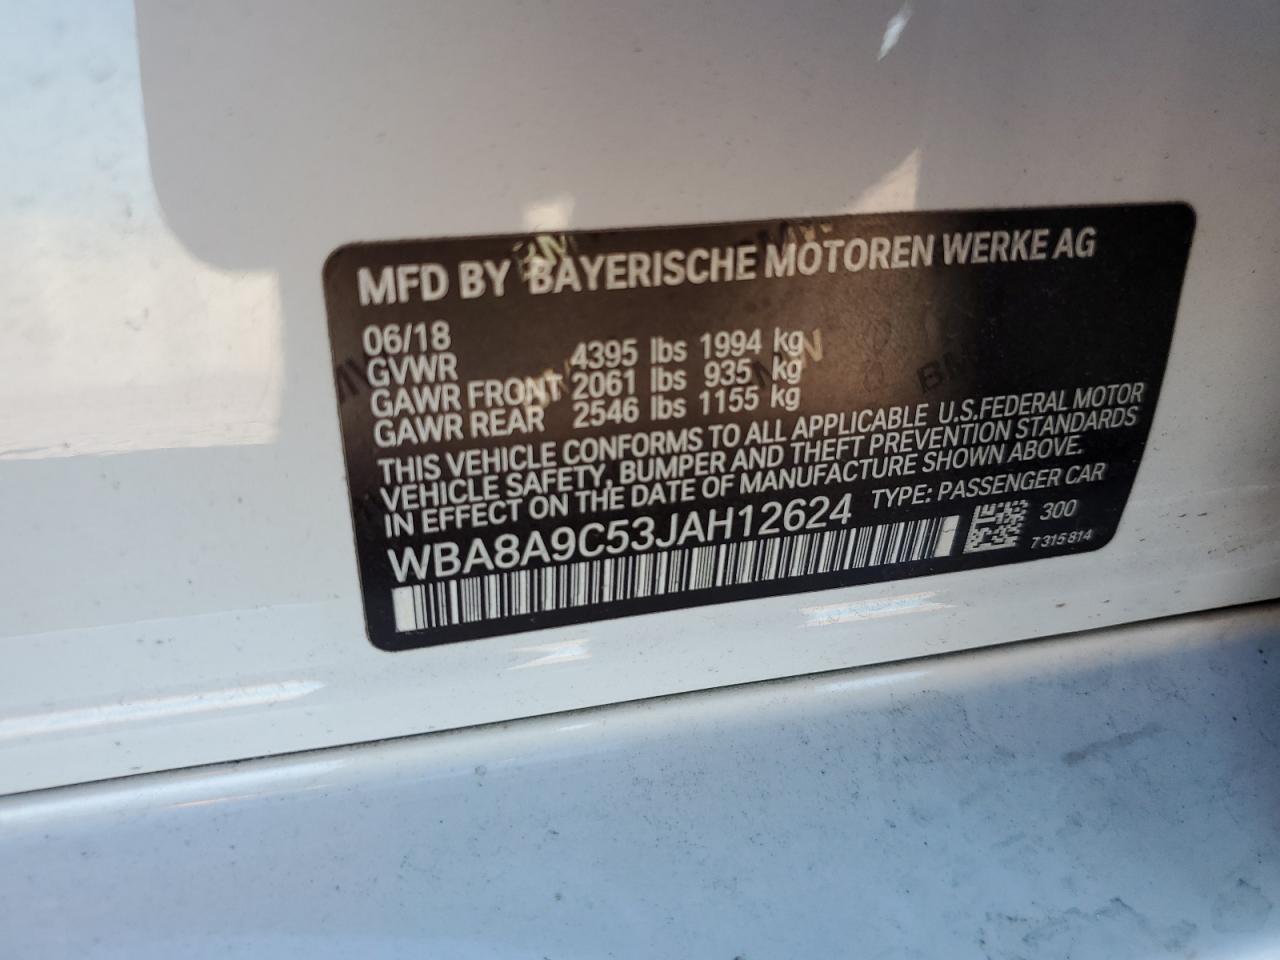 MFD BY BAYERISCHE MOTOREN WERKE AG
06/18
GVWR 4395 lbs 1994 kg
GAWR FRONT 2061 lbs 935 kg
GAWR REAR 2546 lbs 1155 kg
THIS VEHICLE CONFORMS TO ALL APPLICABLE U.S.FEDERAL MOTOR
VEHICLE SAFETY, BUMPER AND THEFT PREVENTION STANDARDS
IN EFFECT ON THE DATE OF MANUFACTURE SHOWN ABOVE.
WBA8A9C53JAH12624 TYPE: PASSENGER CAR
300
7 315 814